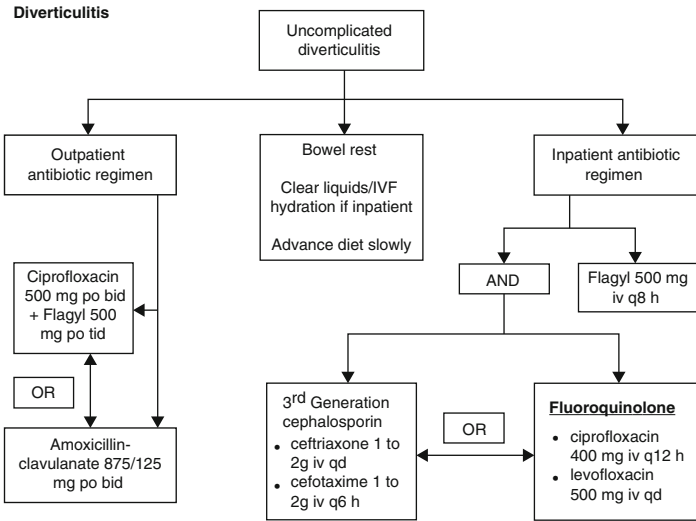 Diverticulitis
Uncomplicated
diverticulitis
Outpatient
antibiotic regimen
Bowel rest
Clear liquids/IVF
hydration if inpatient
Advance diet slowly
Inpatient antibiotic
regimen
Ciprofloxacin
500 mg po bid
+ Flagyl 500
mg po tid
AND
Flagyl 500 mg
iv q8 h
OR
Amoxicillin-
clavulanate 875/125
mg po bid
3rd Generation
cephalosporin
• ceftriaxone 1 to
2g iv qd
• cefotaxime 1 to
2g iv q6 h
OR
Fluoroquinolone
• ciprofloxacin
400 mg iv q12 h
• levofloxacin
500 mg iv qd